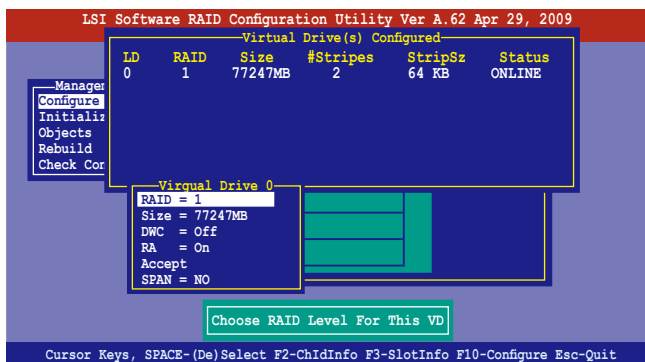 LSI Software RAID Configuration Utility Ver A.62 Apr 29, 2009
Virtual Drive(s) Configured
LD RAID Size #Stripes StripSz Status
0 1 77247MB 2 64 KB ONLINE
Manager
Configure
Initializ
Objects
Rebuild
Check Con
Virqual Drive 0
RAID = 1
Size = 77247MB
DWC = Off
RA = On
Accept
SPAN = NO
Choose RAID Level For This VD
Cursor Keys, SPACE-(De)Select F2-ChIdInfo F3-SlotInfo F10-Configure Esc-Quit